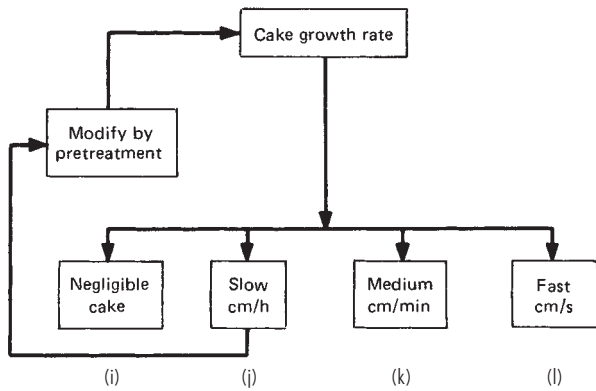 Cake growth rate
Modify by
pretreatment
Negligible
cake
Slow
cm/h
Medium
cm/min
Fast
cm/s
(i)
(j)
(k)
(l)